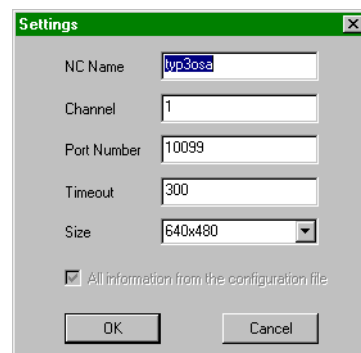 Settings
NC Name typ3osa
Channel 1
Port Number 10099
Timeout 300
Size 640x480
All information from the configuration file
OK Cancel